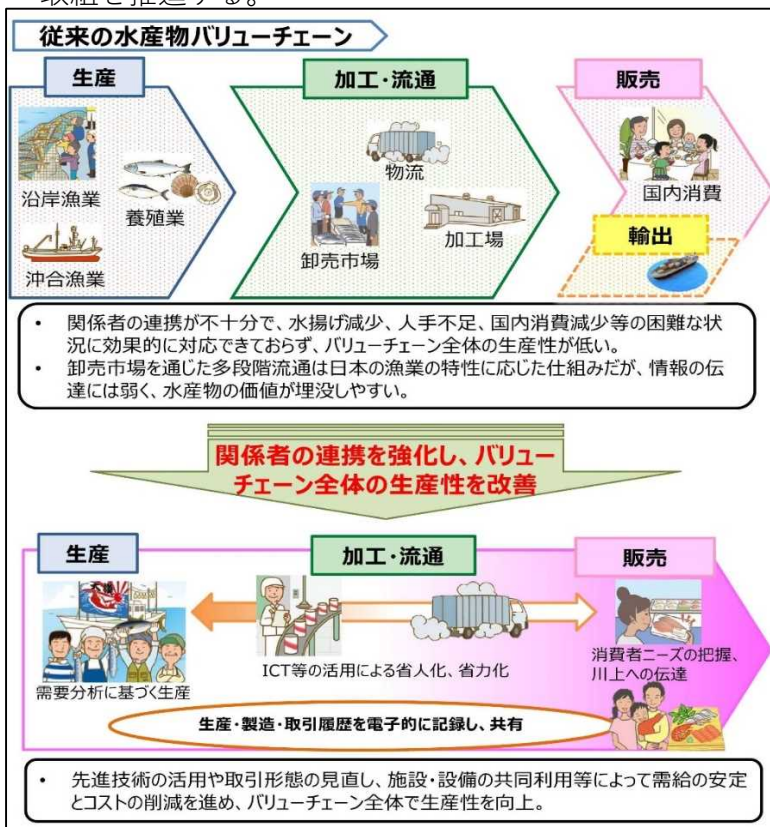 取組を推進する。
従来の水産物バリューチェーン
生産
加工・流通
販売
沿岸漁業
養殖業
沖合漁業
物流
卸売市場
加工場
国内消費
輸出
• 関係者の連携が不十分で、水揚げ減少、人手不足、国内消費減少等の困難な状
況に効果的に対応できておらず、バリューチェーン全体の生産性が低い。
• 卸売市場を通じた多段階流通は日本の漁業の特性に応じた仕組みだが、情報の伝
達には弱く、水産物の価値が埋没しやすい。
関係者の連携を強化し、バリュー
チェーン全体の生産性を改善
生産
加工・流通
販売
需要分析に基づく生産
ICT等の活用による省人化、省力化
消費者ニーズの把握、
川上への伝達
生産・製造・取引履歴を電子的に記録し、共有
• 先進技術の活用や取引形態の見直し、施設・設備の共同利用等によって需給の安定
とコストの削減を進め、バリューチェーン全体で生産性を向上。